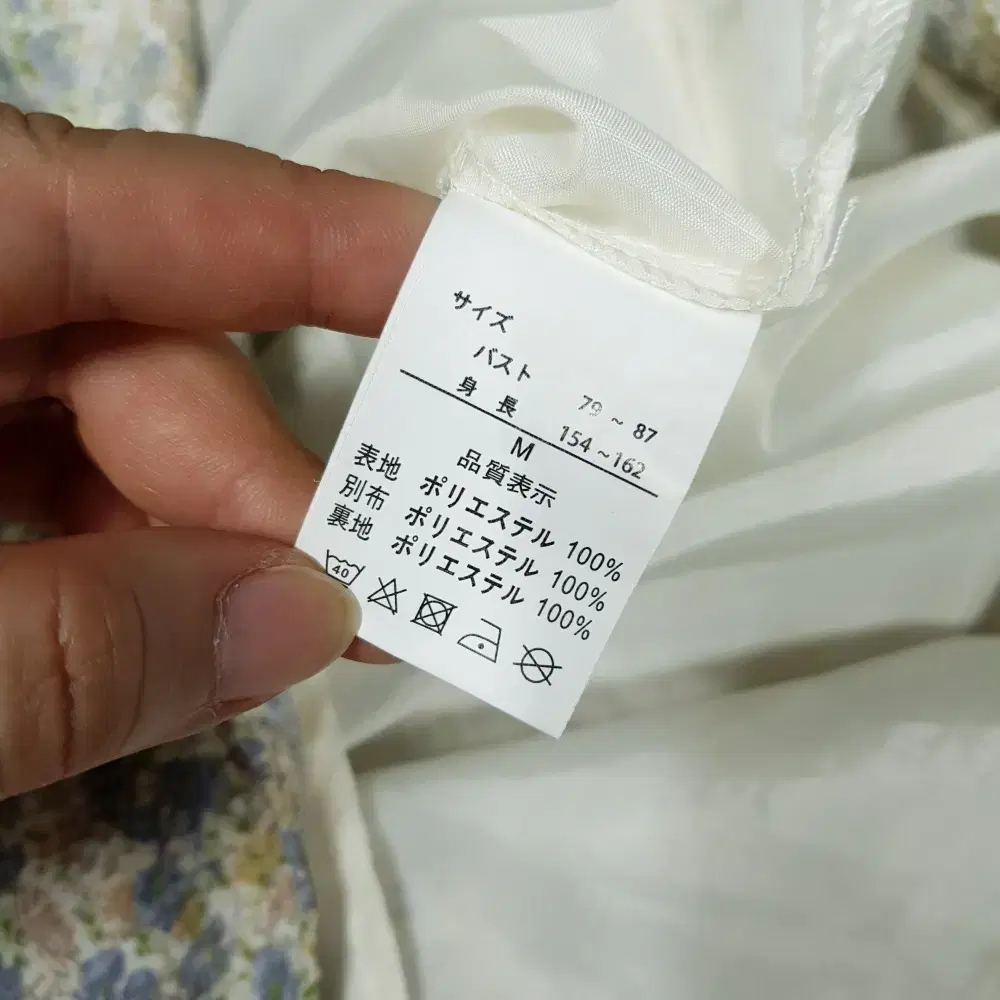 サイズ
バスト 79 ~ 87
身 長 154 ~162
M
品質表示
表地 ポリエステル 100%
別布 ポリエステル 100%
裏地 ポリエステル 100%
40